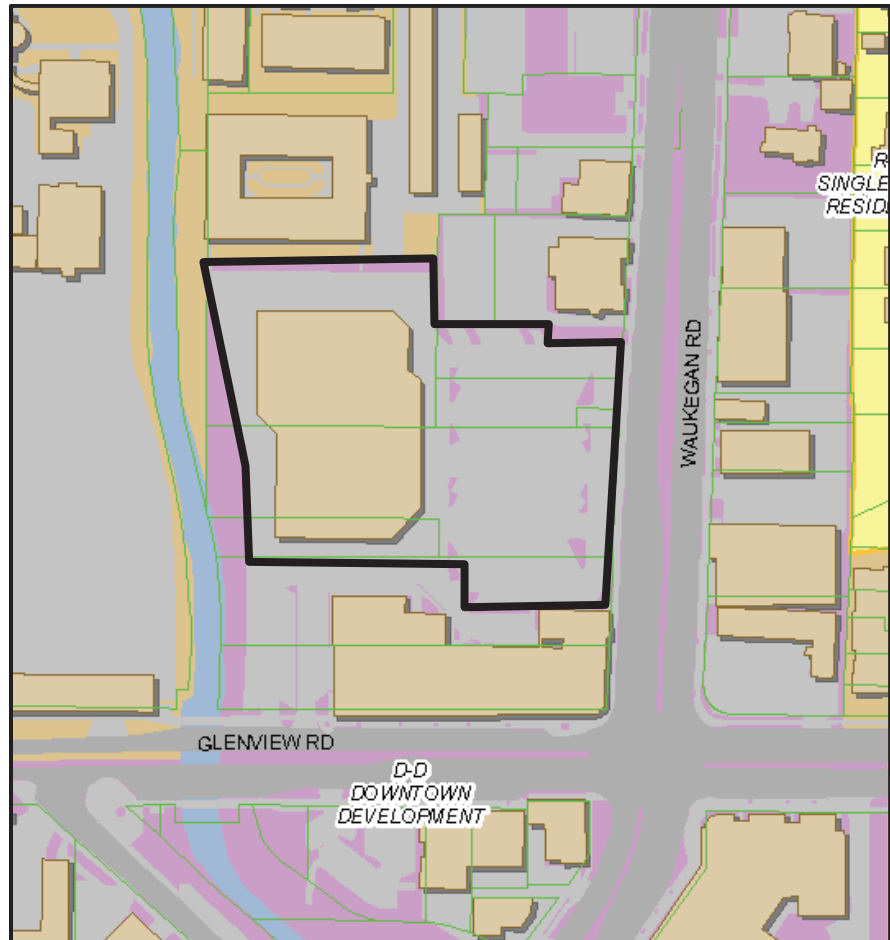 R
SINGLE
RESID
WAUKEGAN RD
GLENVIEW RD
D-D
DOWNTOWN
DEVELOPMENT